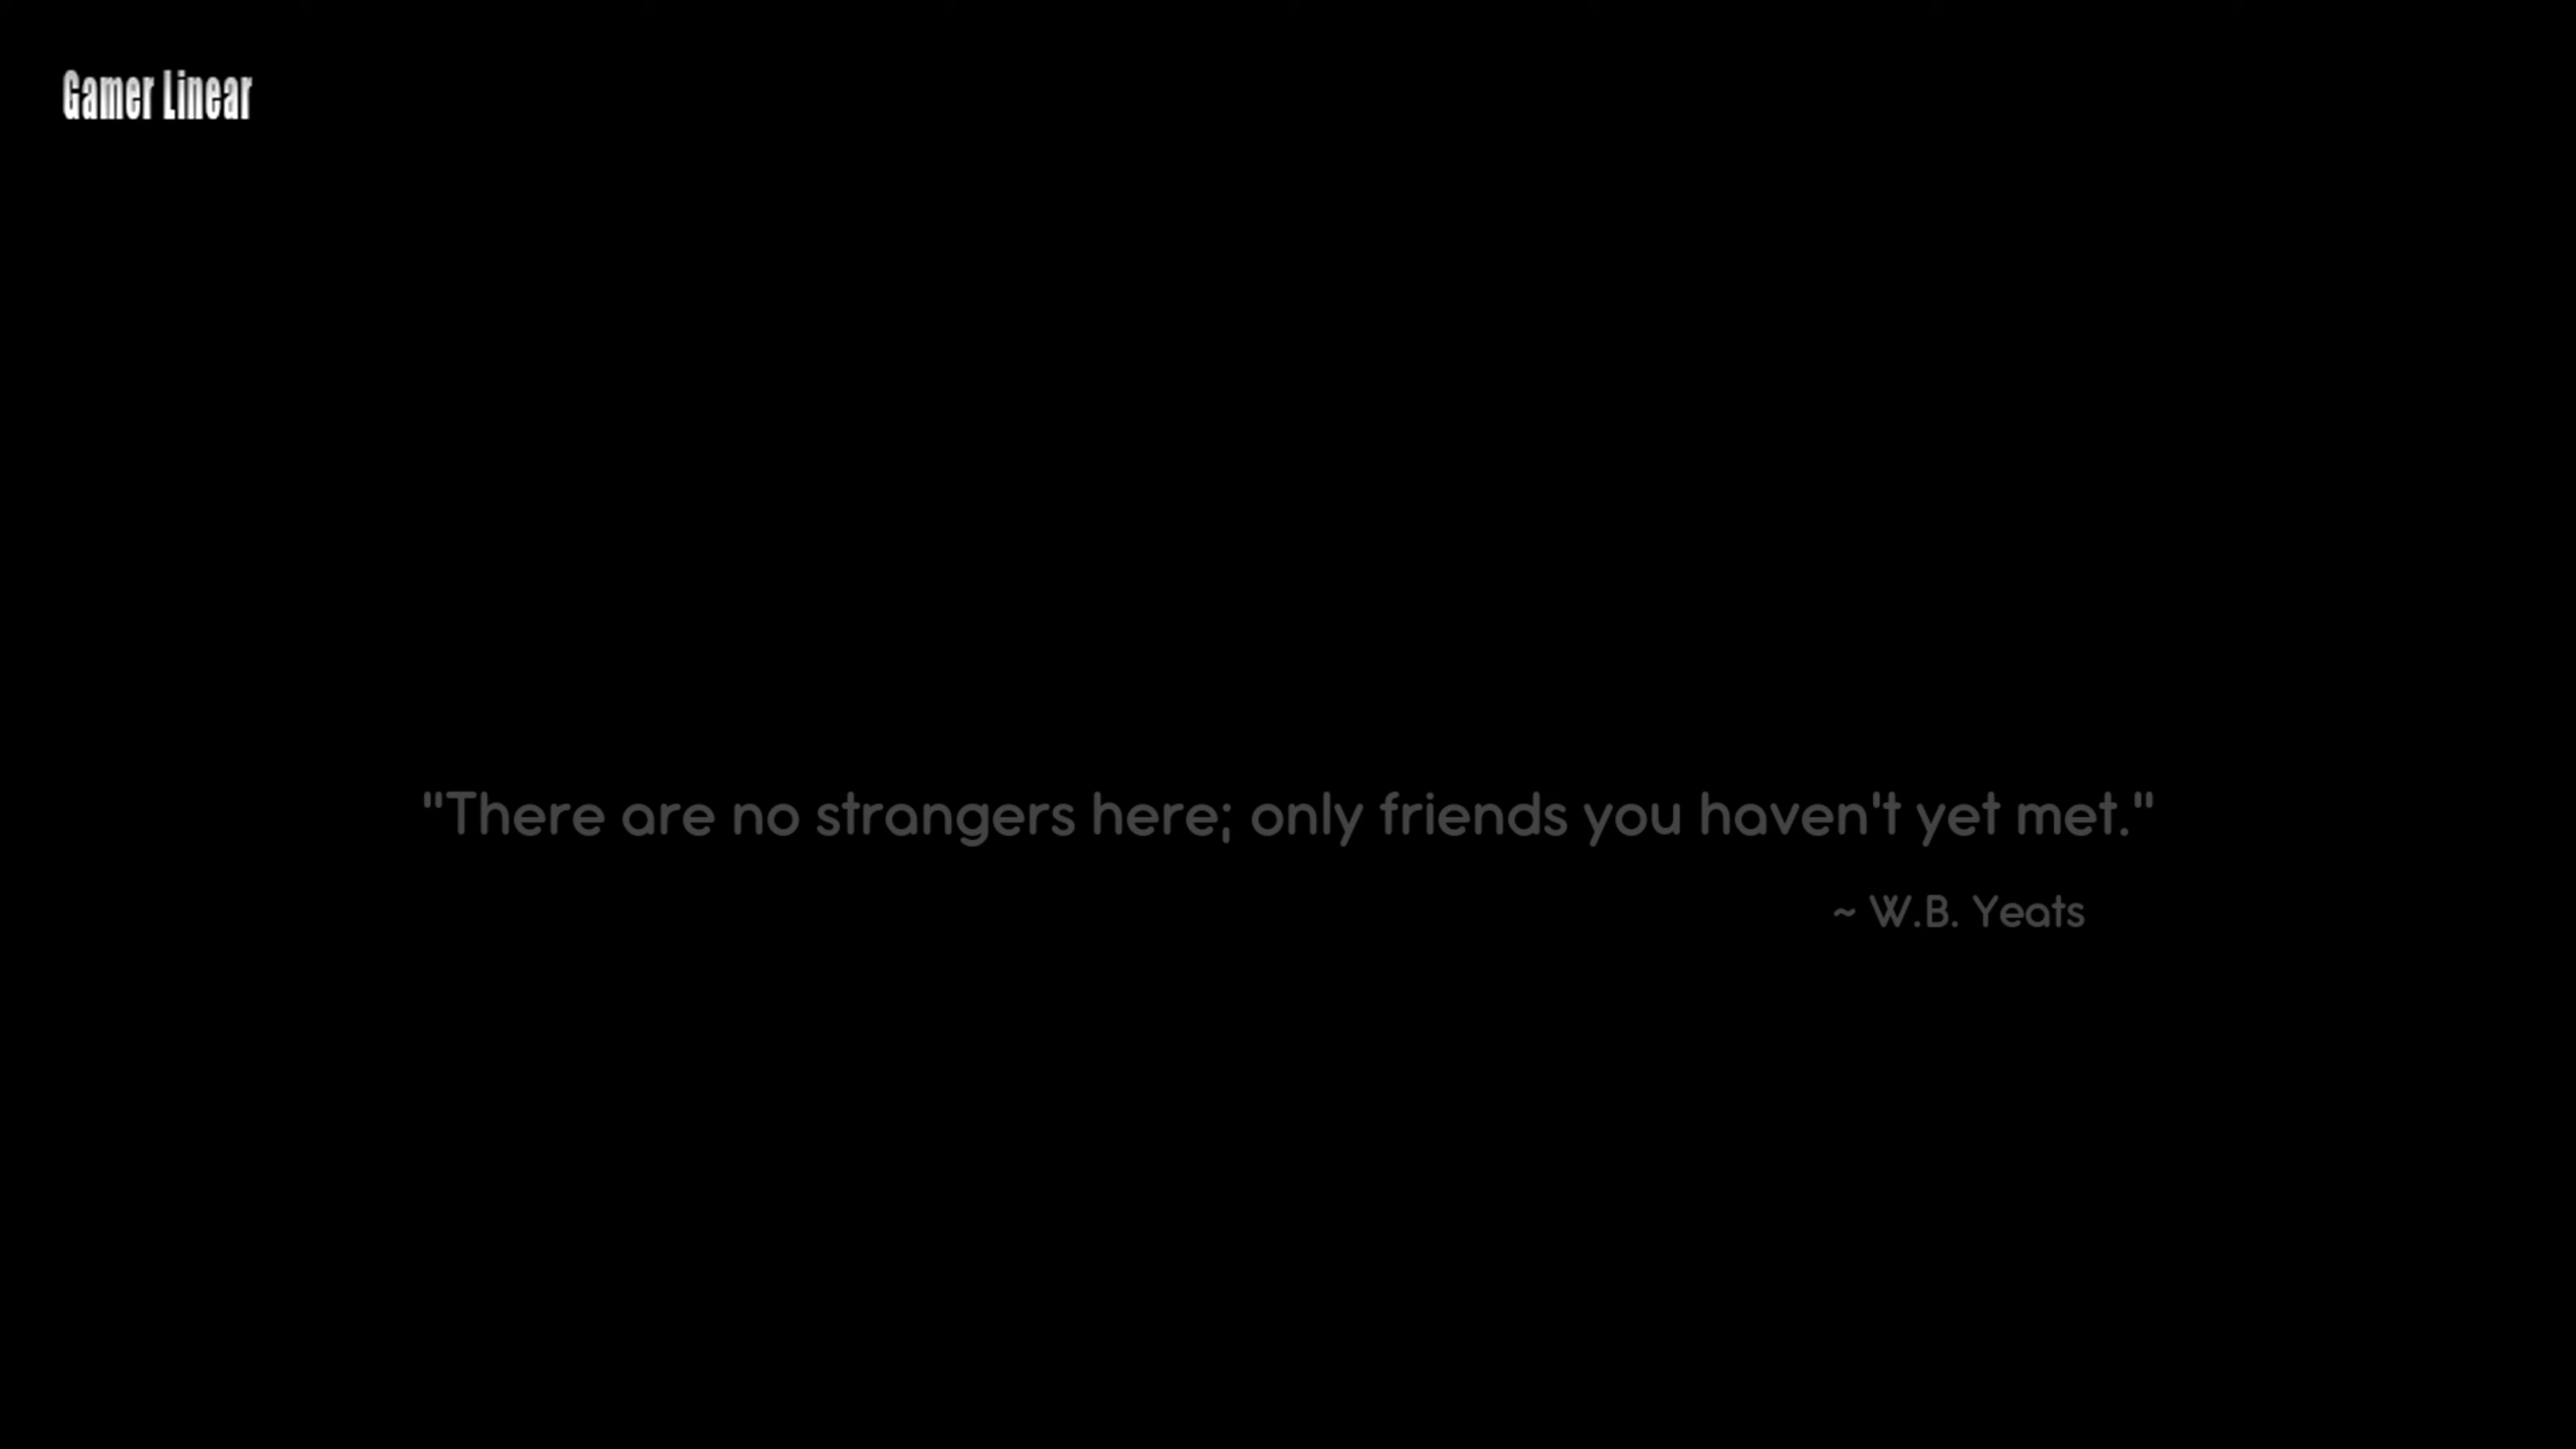 Gamer Linear
"There are no strangers here; only friends you haven't yet met."
~ W.B. Yeats